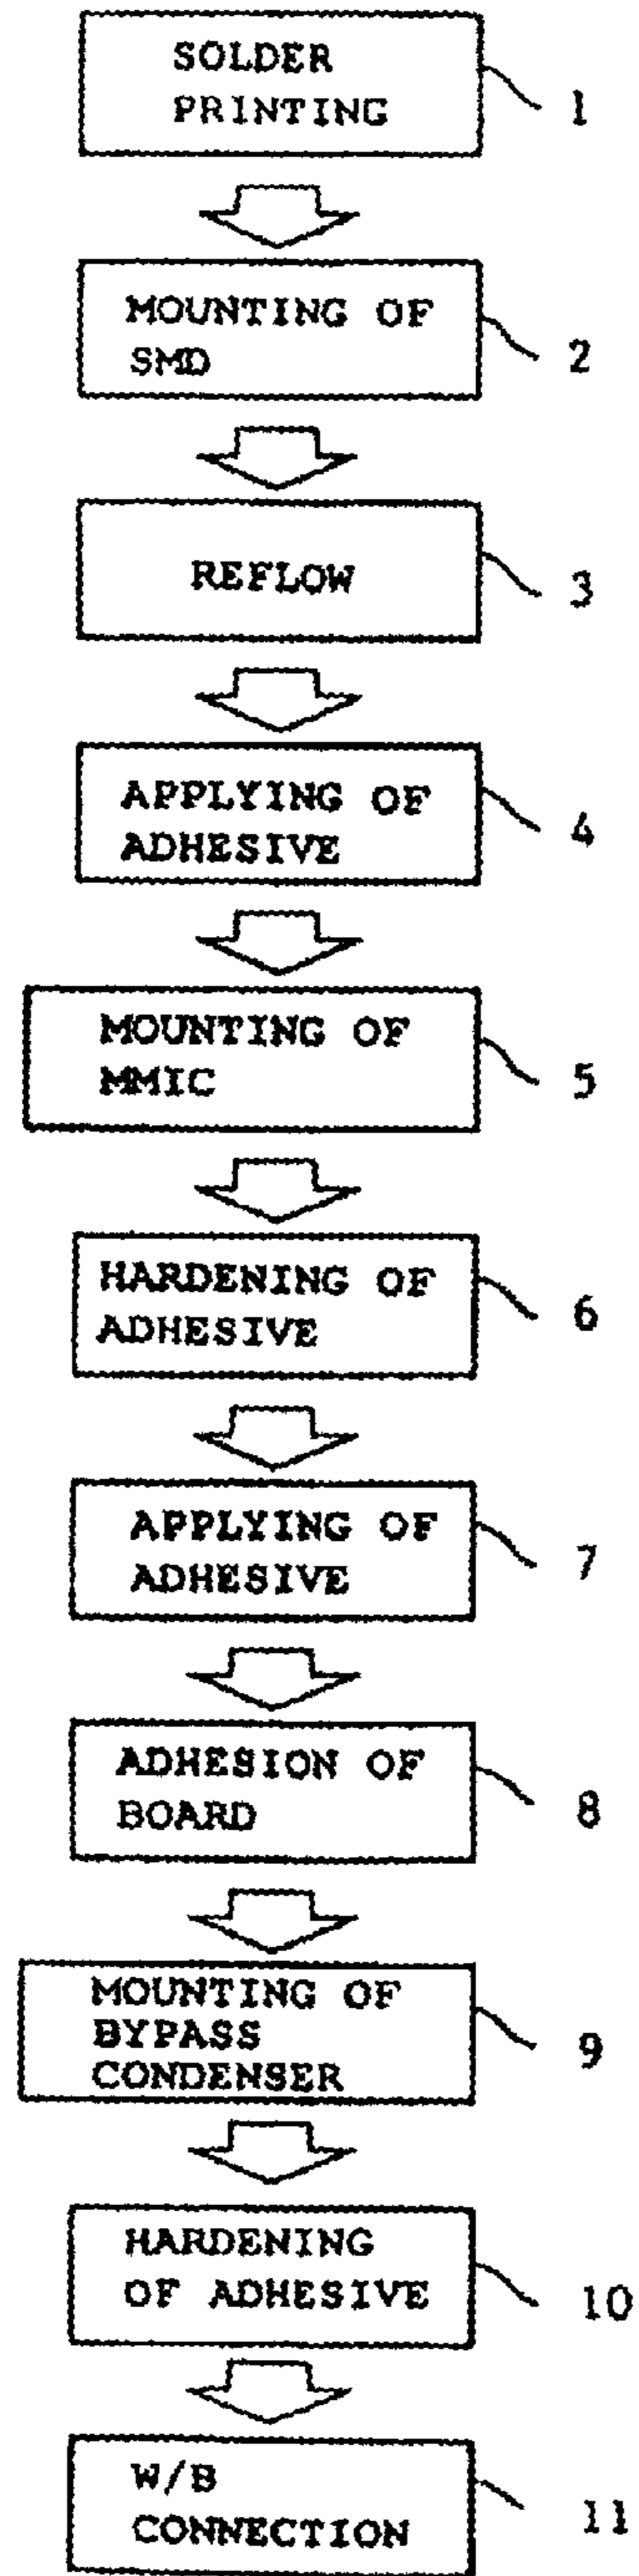 SOLDER
PRINTING
1
MOUNTING OF
SMD
2
REFLOW
3
APPLYING OF
ADHESIVE
4
MOUNTING OF
MMIC
5
HARDENING OF
ADHESIVE
6
APPLYING OF
ADHESIVE
7
ADHESION OF
BOARD
8
MOUNTING OF
BYPASS
CONDENSER
9
HARDENING
OF ADHESIVE
10
W/B
CONNECTION
11